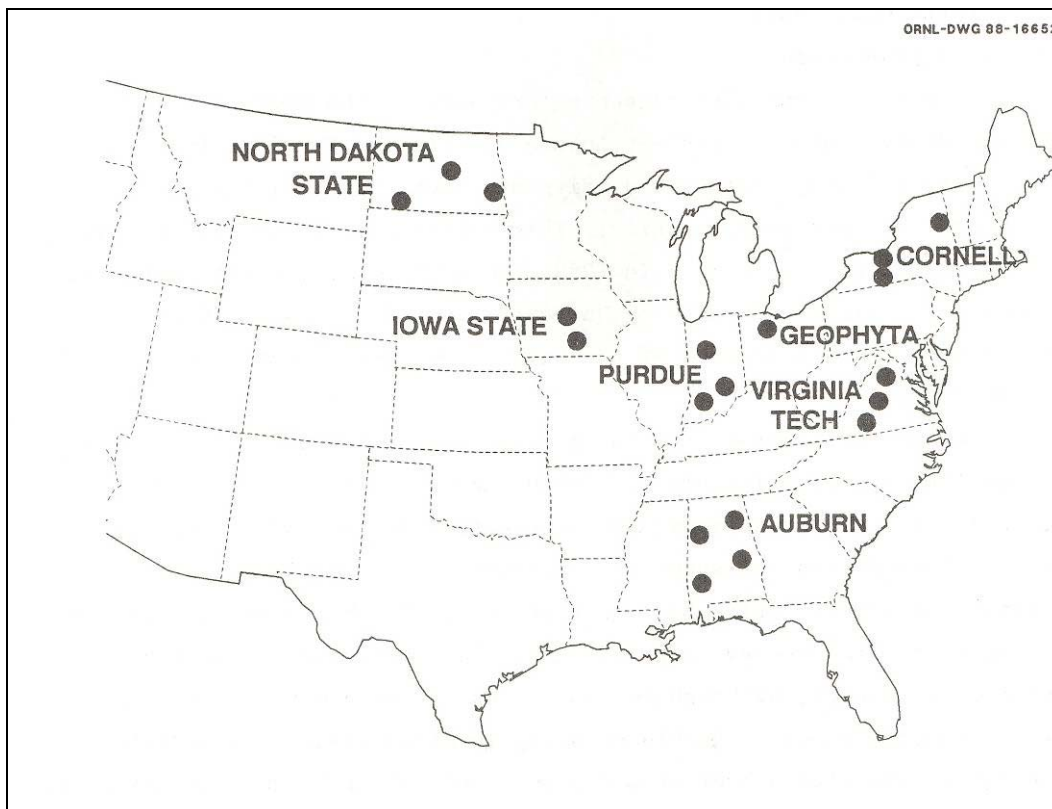 ORNL-DWG 88-1665
NORTH DAKOTA
STATE
CORNELL
IOWA STATE
GEOPHYTA
PURDUE
VIRGINIA
TECH
AUBURN